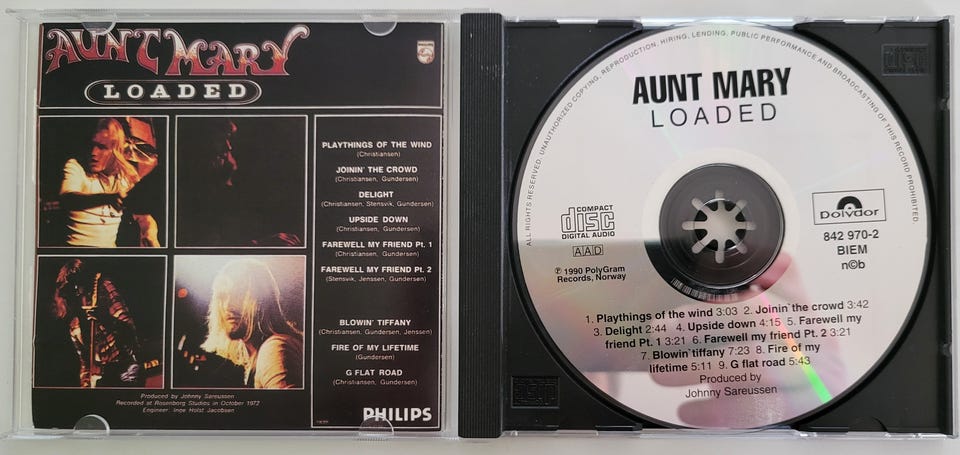 AUNT MARY
LOADED
PHILIPS
PLAYTHINGS OF THE WIND
(Christiansen)
JOININ' THE CROWD
(Christiansen, Gundersen)
DELIGHT
(Christiansen, Stensvik, Gundersen)
UPSIDE DOWN
(Christiansen, Gundersen)
FAREWELL MY FRIEND Pt. 1
(Christiansen, Gundersen)
FAREWELL MY FRIEND Pt. 2
(Stensvik, Jenssen, Gundersen)
BLOWIN' TIFFANY
(Christiansen, Gundersen, Jenssen)
FIRE OF MY LIFETIME
(Gundersen)
G FLAT ROAD
(Christiansen, Gundersen)
Produced by Johnny Sareussen
Recorded at Rosenborg Studios in October 1972
Engineer: Inge Holst Jacobsen
PHILIPS
ALL RIGHTS RESERVED. UNAUTHORIZED COPYING, REPRODUCTION, HIRING, LENDING, PUBLIC PERFORMANCE AND BROADCASTING OF THIS RECORD PROHIBITED
AUNT MARY
LOADED
COMPACT
disc
DIGITAL AUDIO
AAD
℗ 1990 PolyGram
Records, Norway
Polydor
842 970-2
BIEM
n©b
1. Playthings of the wind 3:03 2. Joinin`the crowd 3:42
3. Delight 2:44 4. Upside down 4:15 5. Farewell my
friend Pt. 1 3:21 6. Farewell my friend Pt. 2 3:21
7. Blowin`tiffany 7:23 8. Fire of my
lifetime 5:11 9. G flat road 5:43
Produced by
Johnny Sareussen